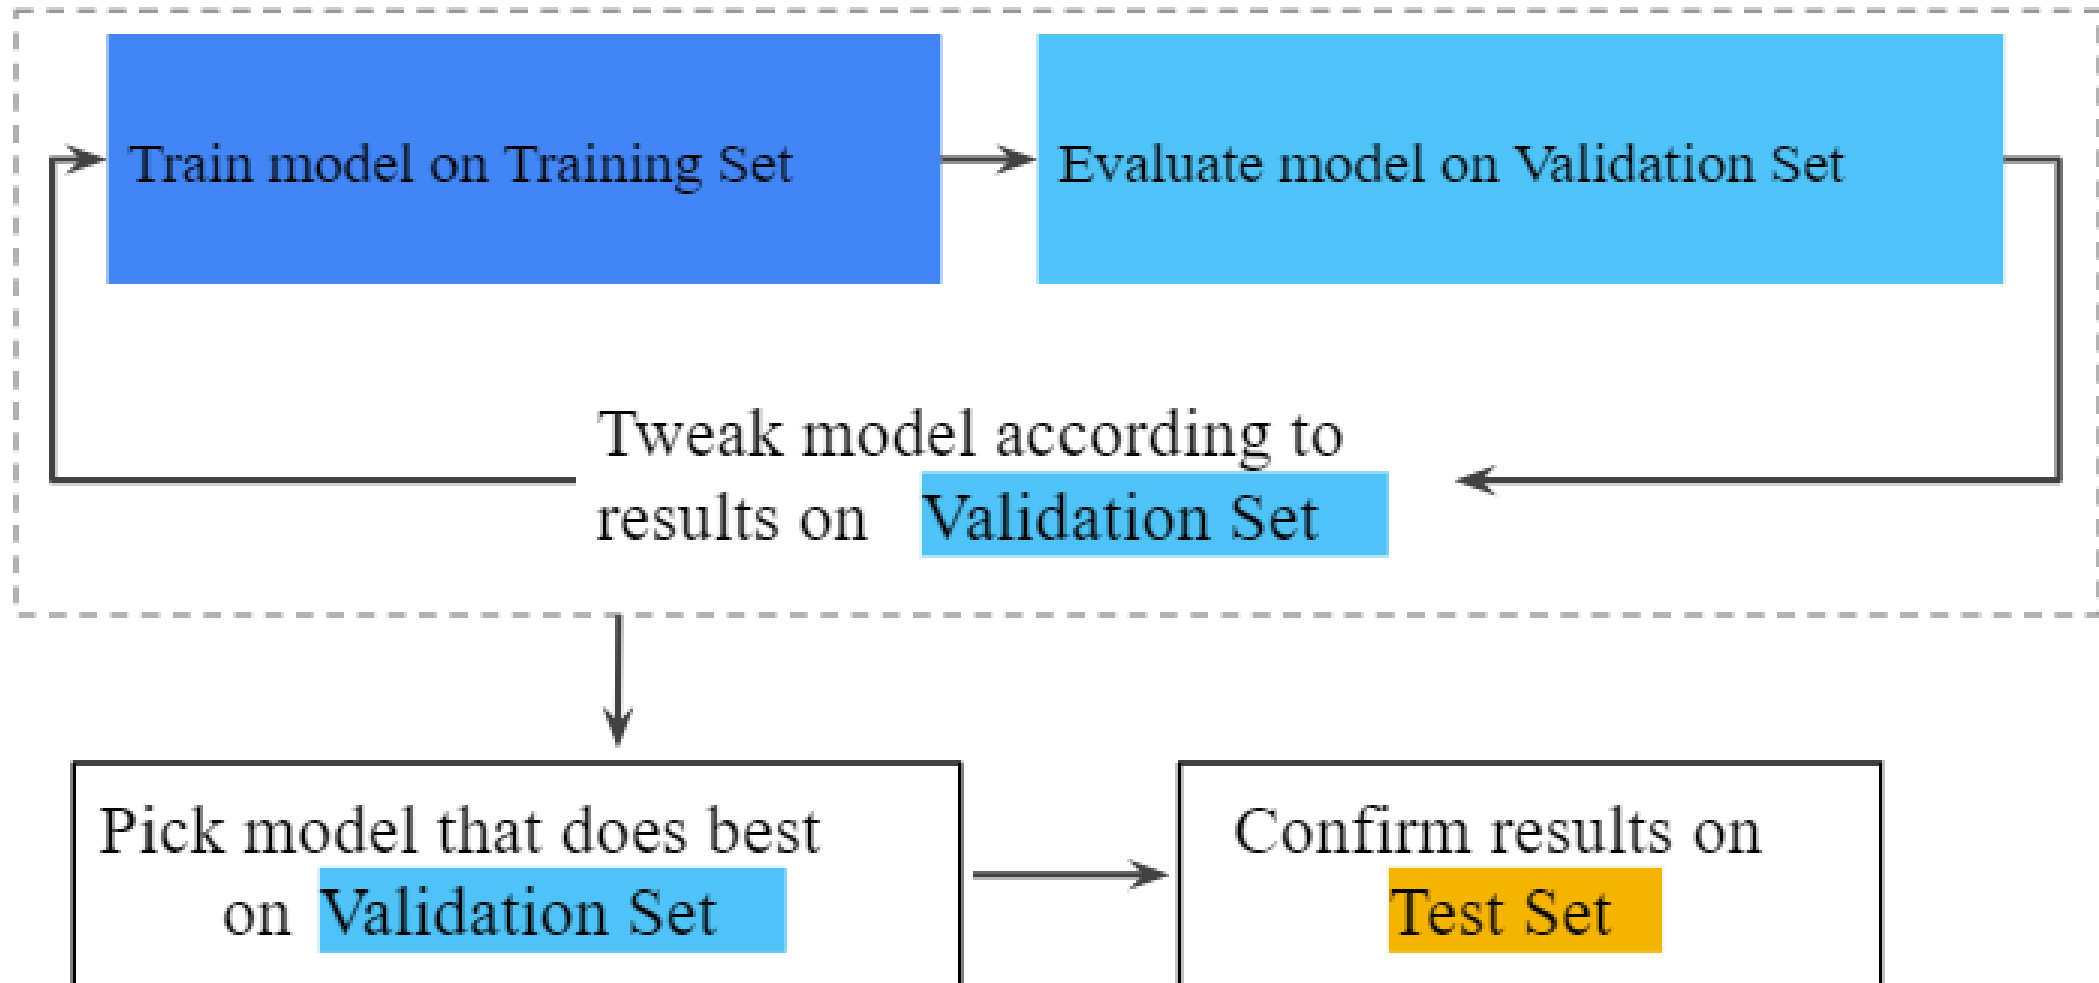 Train model on Training Set
Evaluate model on Validation Set
Tweak model according to
results on Validation Set
Pick model that does best
on Validation Set
Confirm results on
Test Set